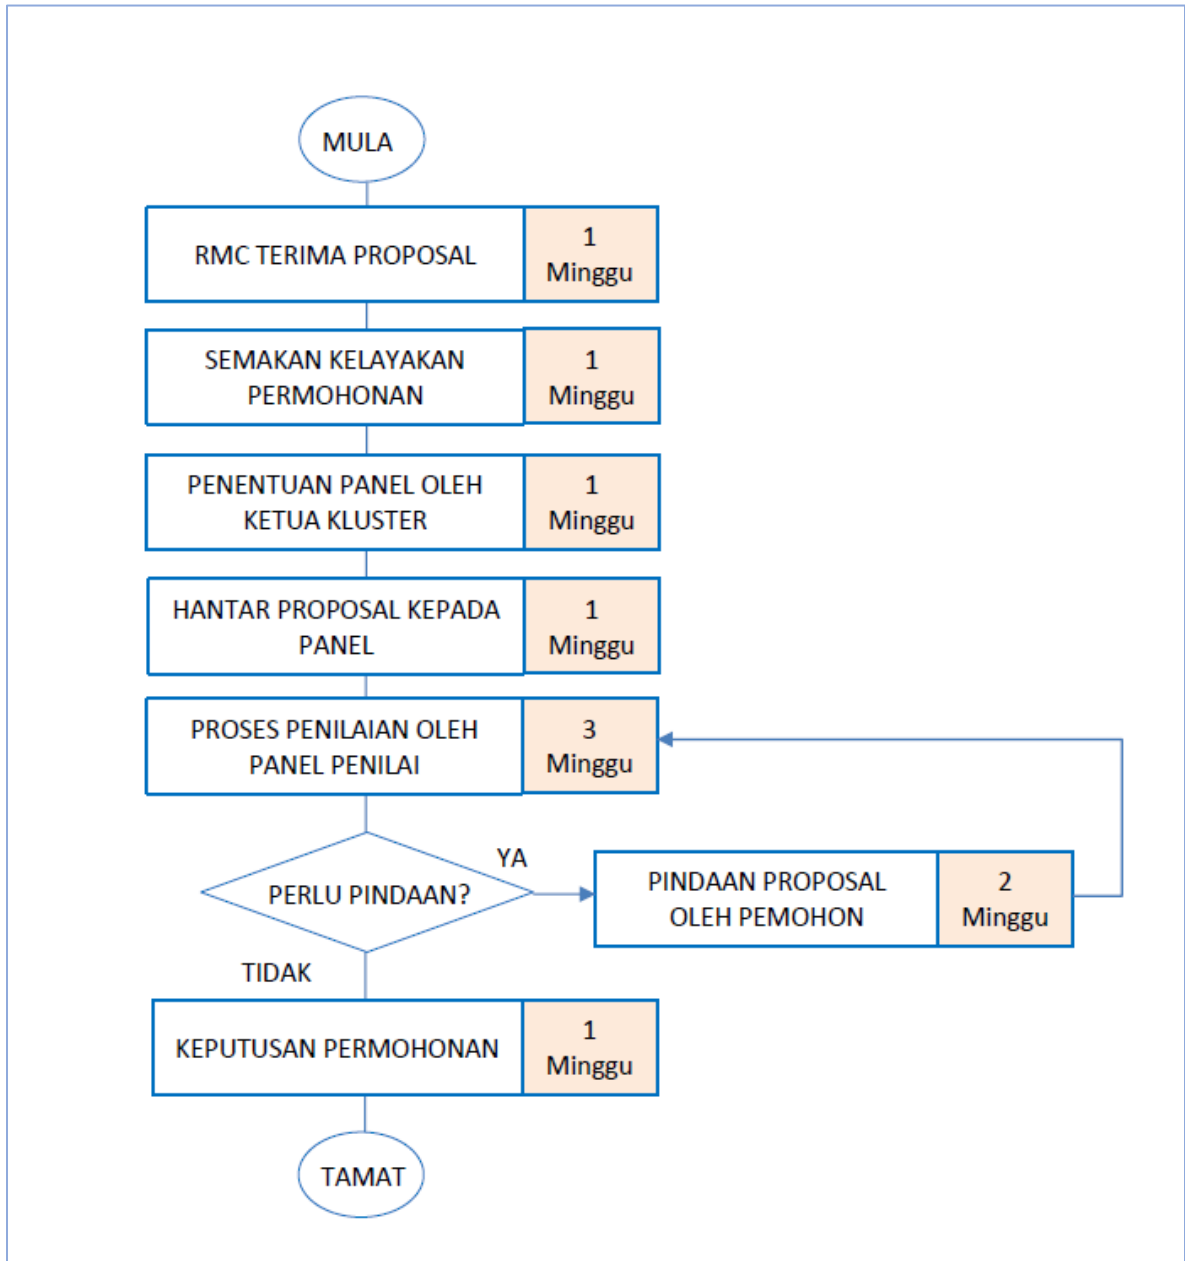 MULA
RMC TERIMA PROPOSAL
1
Minggu
SEMAKAN KELAYAKAN
PERMOHONAN
1
Minggu
PENENTUAN PANEL OLEH
KETUA KLUSTER
1
Minggu
HANTAR PROPOSAL KEPADA
PANEL
1
Minggu
PROSES PENILAIAN OLEH
PANEL PENILAI
3
Minggu
PERLU PINDAAN?
YA
PINDAAN PROPOSAL
OLEH PEMOHON
2
Minggu
TIDAK
KEPUTUSAN PERMOHONAN
1
Minggu
TAMAT